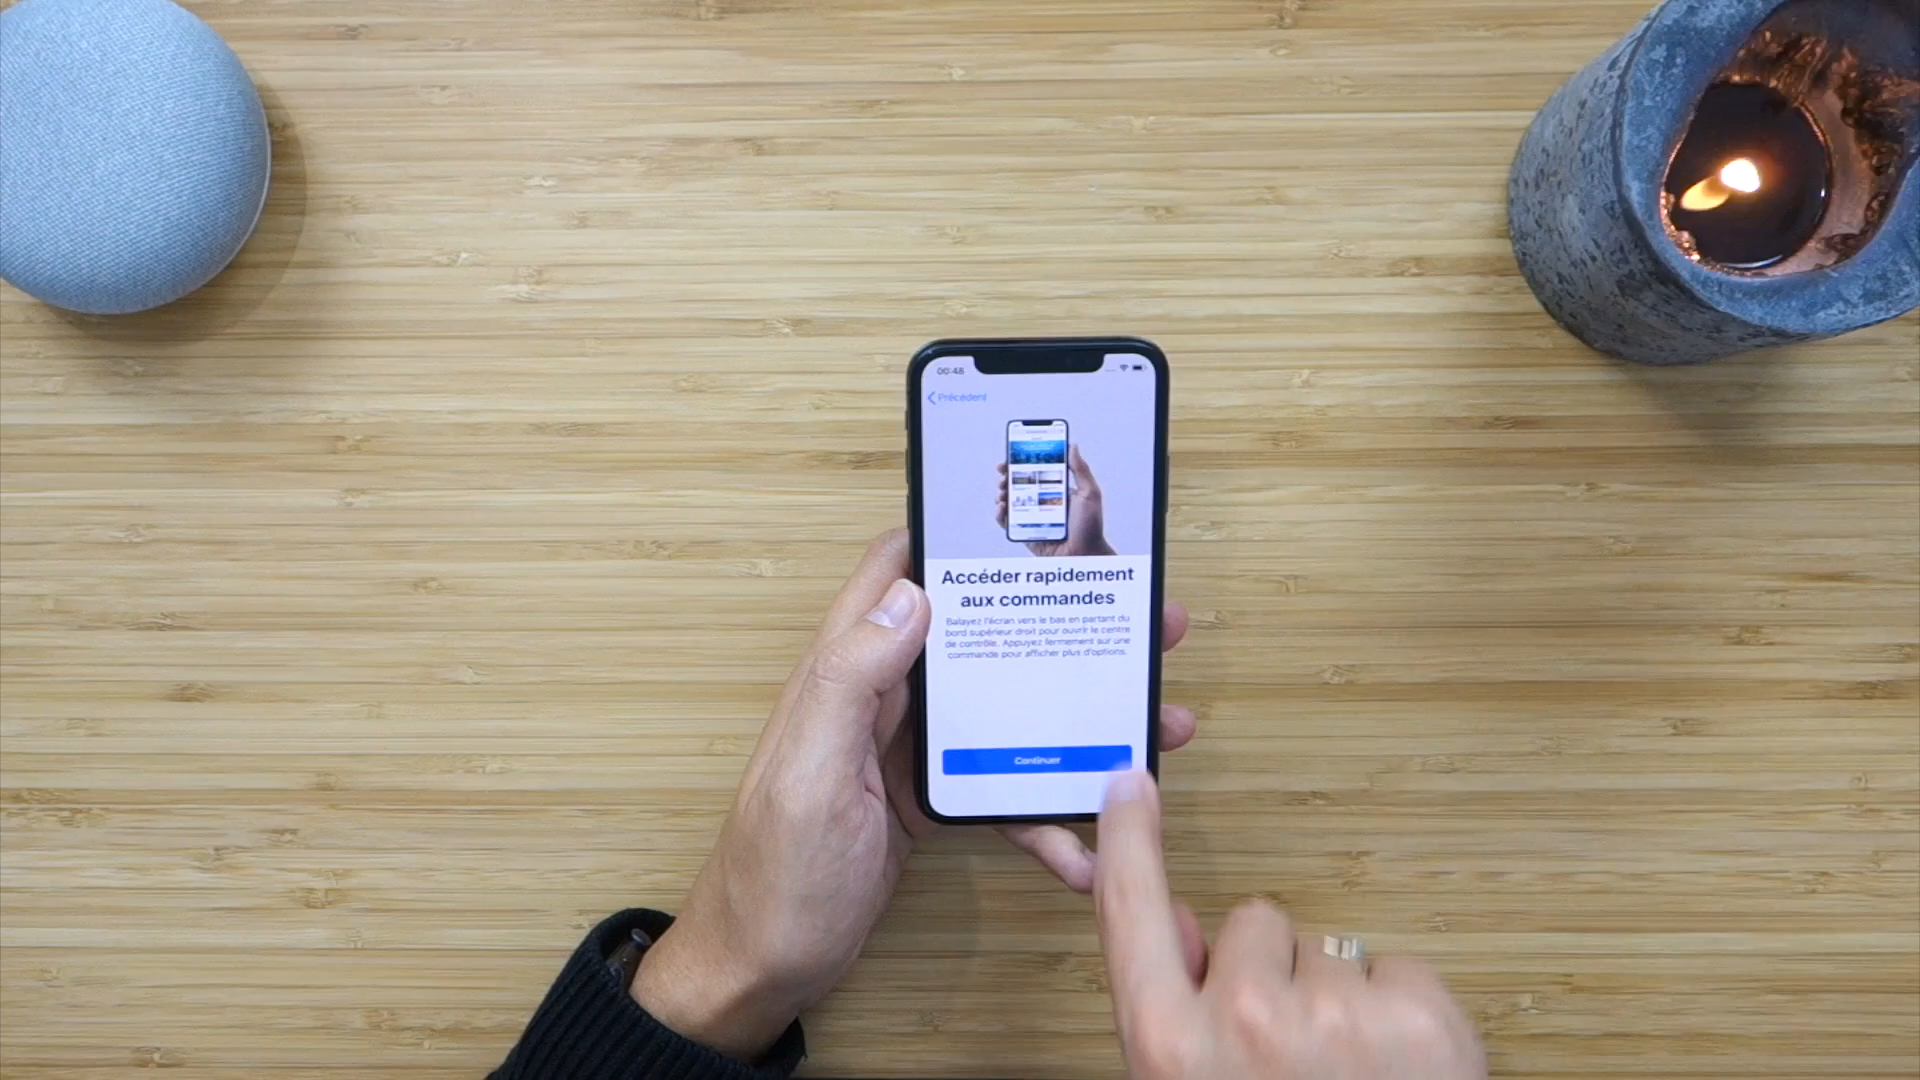 00:48
Précédent
Accéder rapidement
aux commandes
Balayez l'écran vers le bas en partant du
bord supérieur droit pour ouvrir le centre
de contrôle. Appuyez fermement sur une
commande pour afficher plus d'options.
Continuer